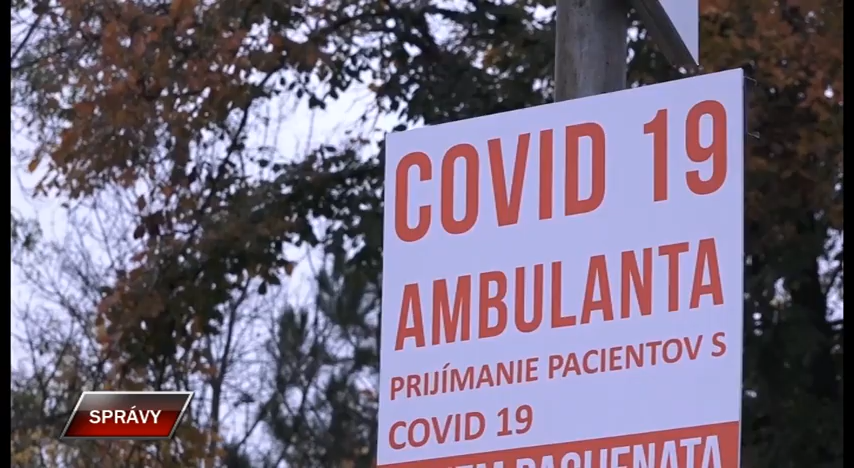 COVID 19
AMBULANTA
PRIJÍMANIE PACIENTOV S
COVID 19
SPRÁVY